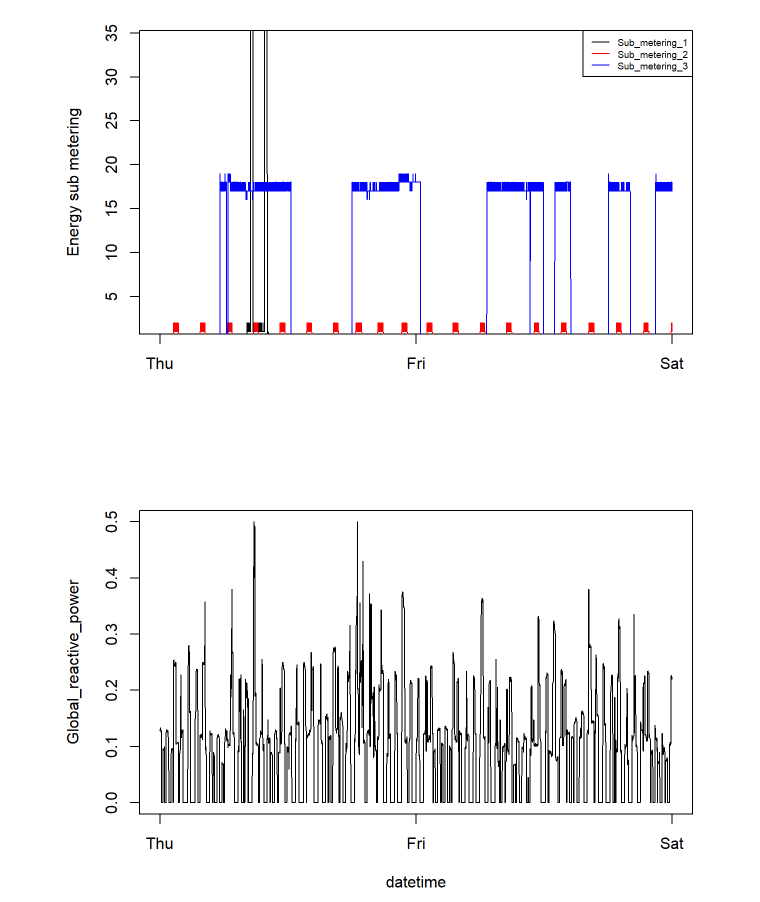 35
30
25
20
15
10
5
Energy sub metering
Sub_metering_1
Sub_metering_2
Sub_metering_3
Thu Fri Sat
0.5
0.4
0.3
0.2
0.1
0.0
Global_reactive_power
Thu Fri Sat
datetime